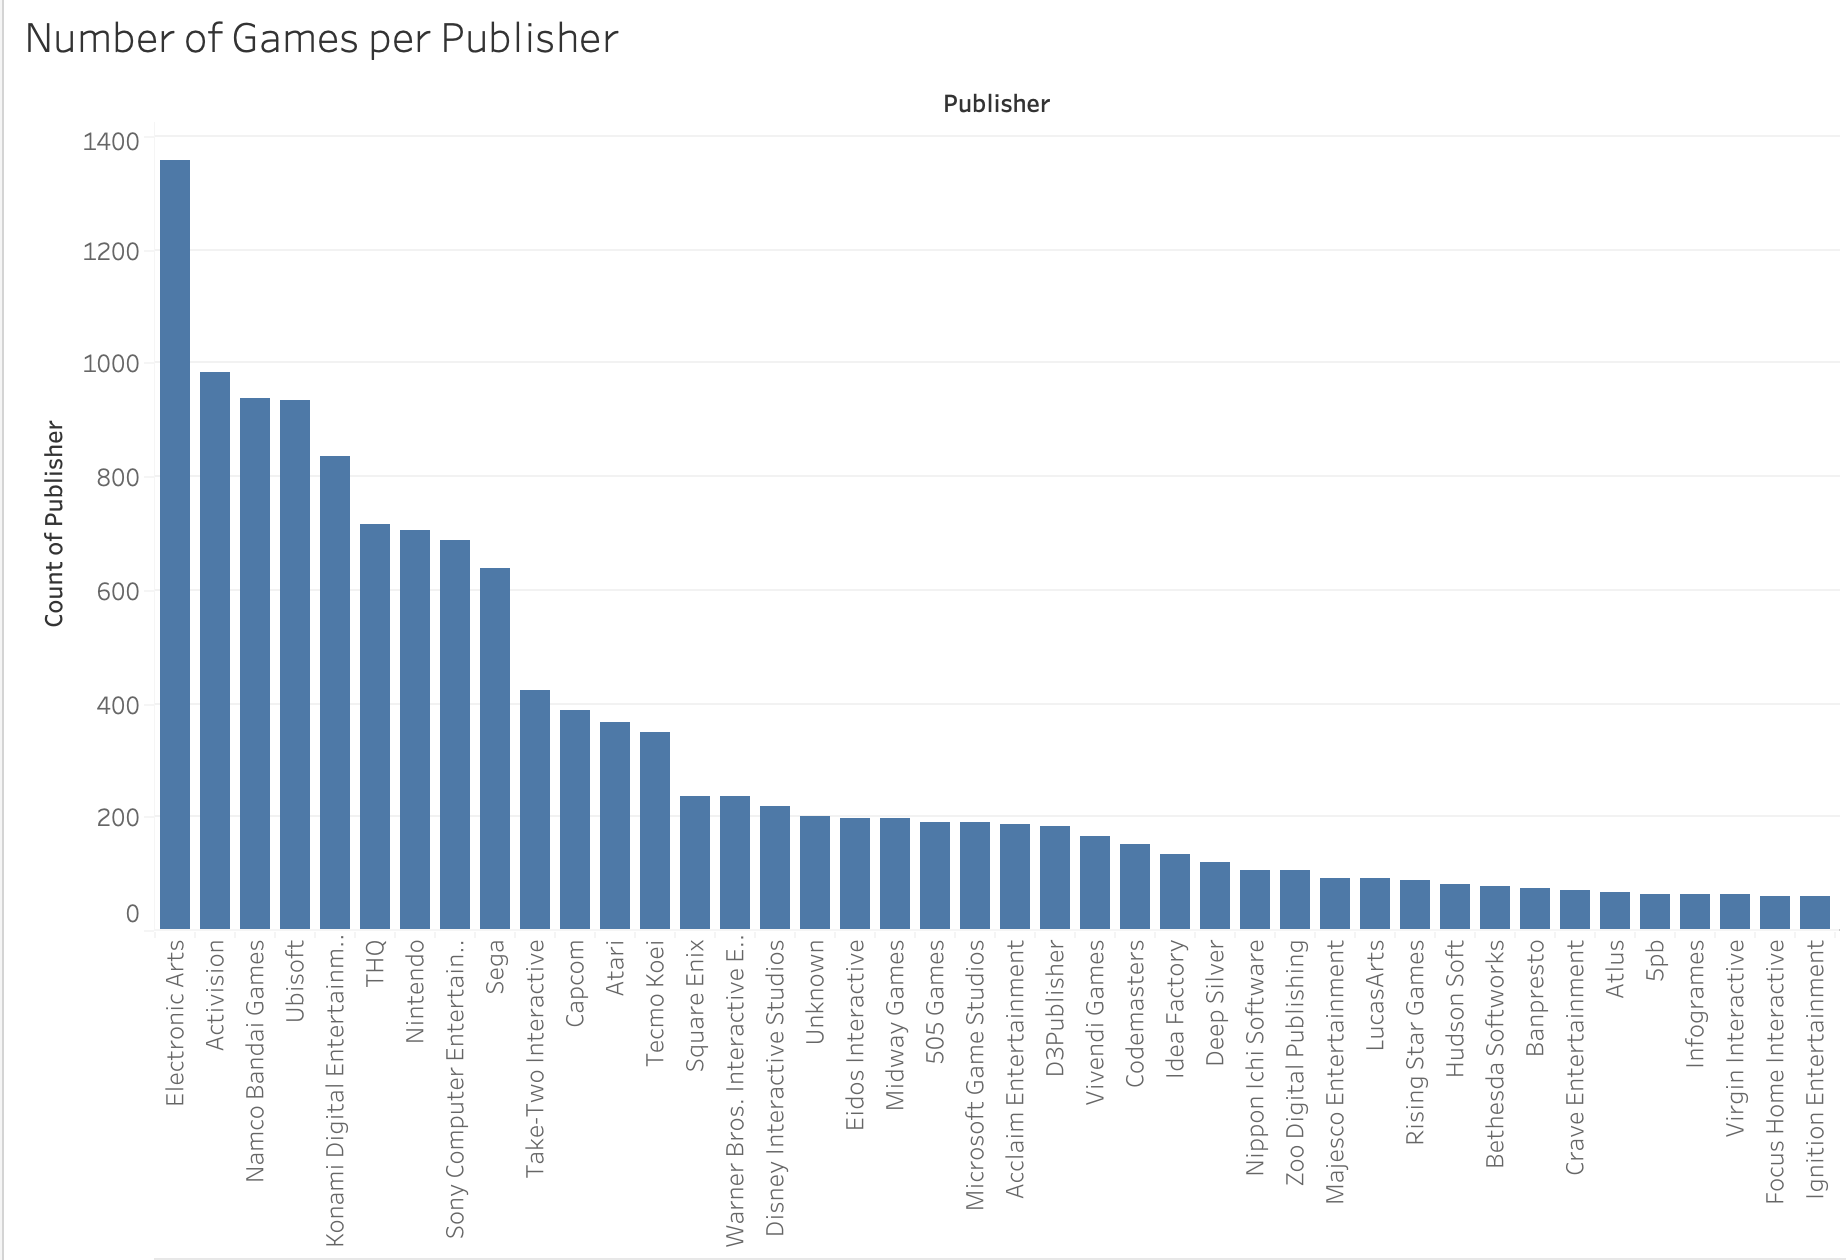 Number of Games per Publisher
Publisher
1400
1200
1000
800
600
400
200
0
Count of Publisher
Electronic Arts
Activision
Namco Bandai Games
Ubisoft
Konami Digital Entertainm..
THQ
Nintendo
Sony Computer Entertain..
Sega
Take-Two Interactive
Capcom
Atari
Tecmo Koei
Square Enix
Warner Bros. Interactive E..
Disney Interactive Studios
Unknown
Eidos Interactive
Midway Games
505 Games
Microsoft Game Studios
Acclaim Entertainment
D3Publisher
Vivendi Games
Codemasters
Idea Factory
Deep Silver
Nippon Ichi Software
Zoo Digital Publishing
Majesco Entertainment
LucasArts
Rising Star Games
Hudson Soft
Bethesda Softworks
Banpresto
Crave Entertainment
Atlus
5pb
Infogrames
Virgin Interactive
Focus Home Interactive
Ignition Entertainment